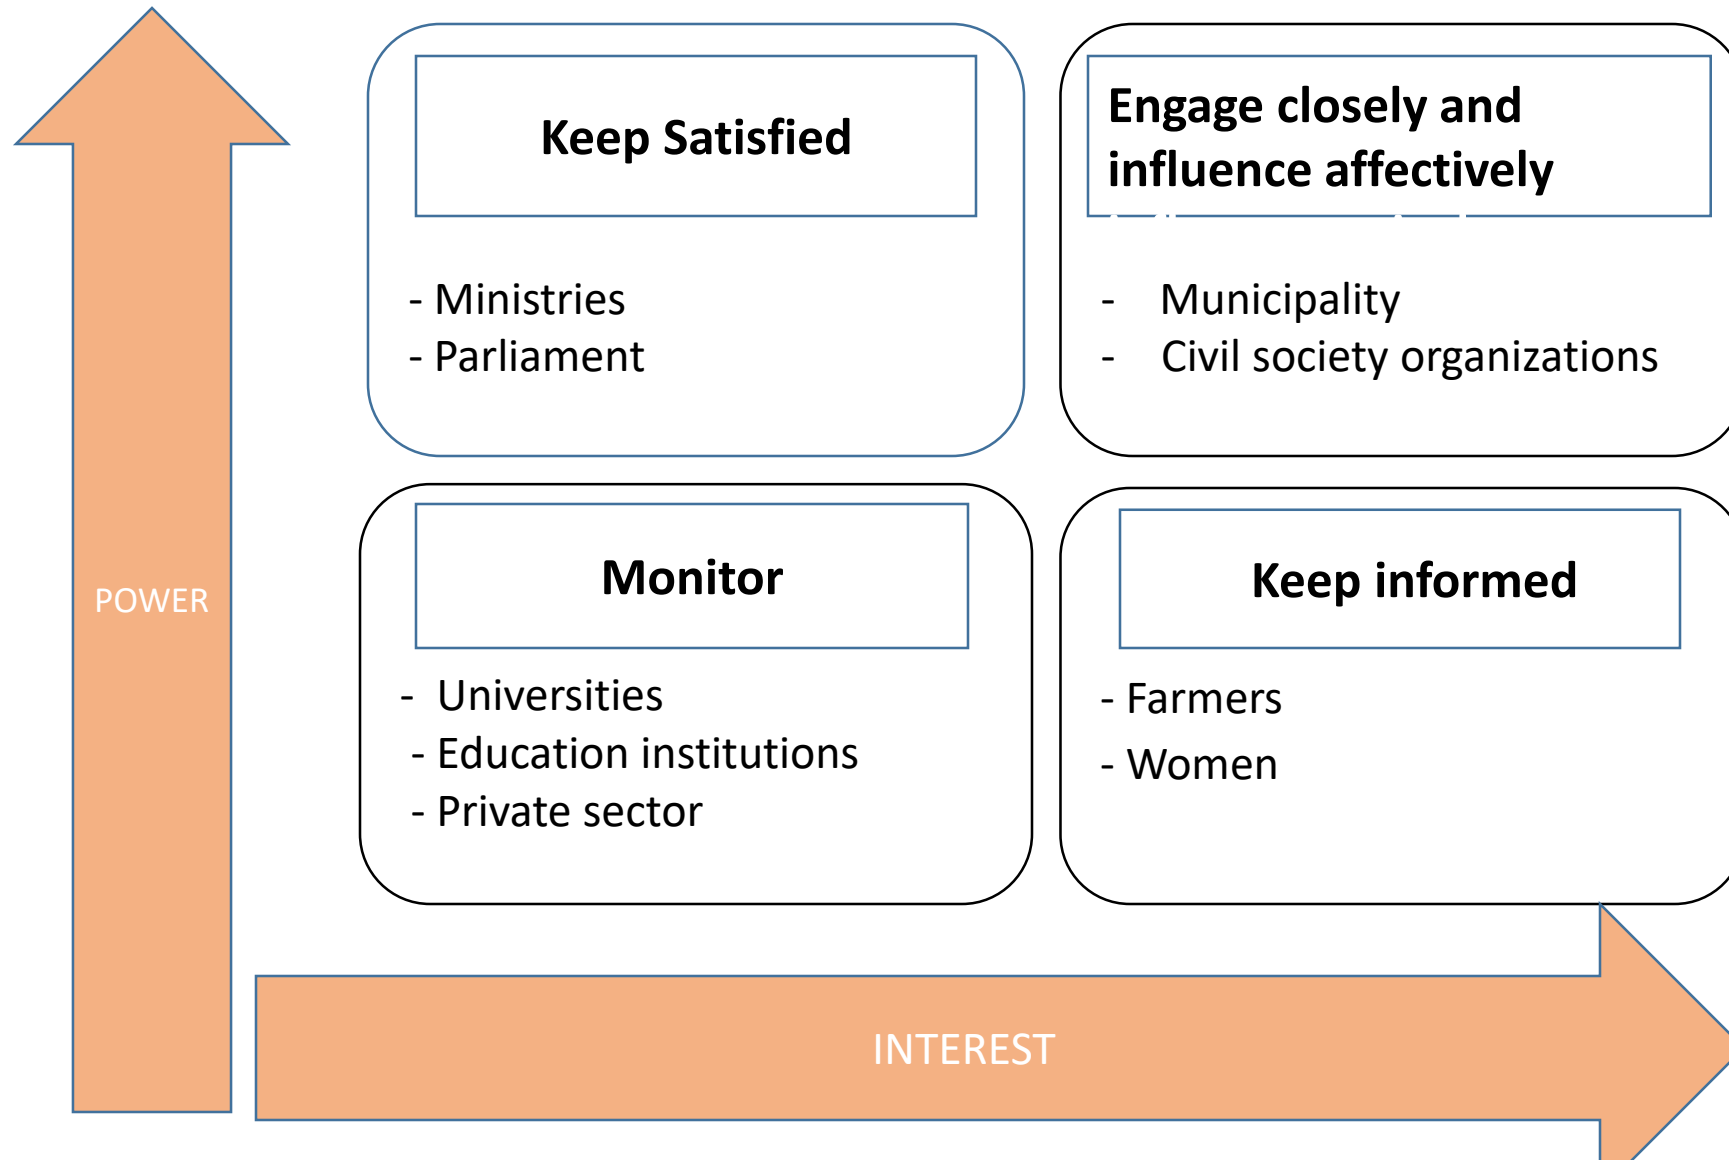 Keep Satisfied
- Ministries
- Parliament
Engage closely and
influence affectively
- Municipality
- Civil society organizations
POWER
Monitor
- Universities
- Education institutions
- Private sector
Keep informed
- Farmers
- Women
INTEREST